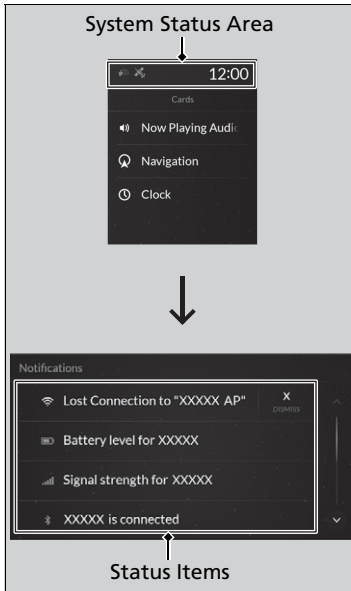 System Status Area
12:00
Cards
Now Playing Audic
Navigation
Clock
Notifications
Lost Connection to "XXXXX AP"
X
DISMISS
Battery level for XXXXX
Signal strength for XXXXX
XXXXX is connected
Status Items